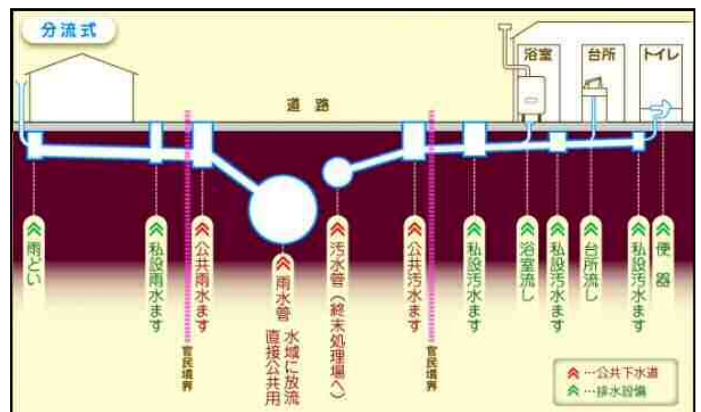 分流式
浴室
台所
トイレ
道路
雨どい
私設雨水ます
公共雨水ます
雨水管
直接公共用
水域に放流
汚水管(終末処理場へ)
公共汚水ます
私設汚水ます
浴室流し
私設汚水ます
台所流し
私設汚水ます
便器
官民境界
官民境界
…公共下水道
…排水設備